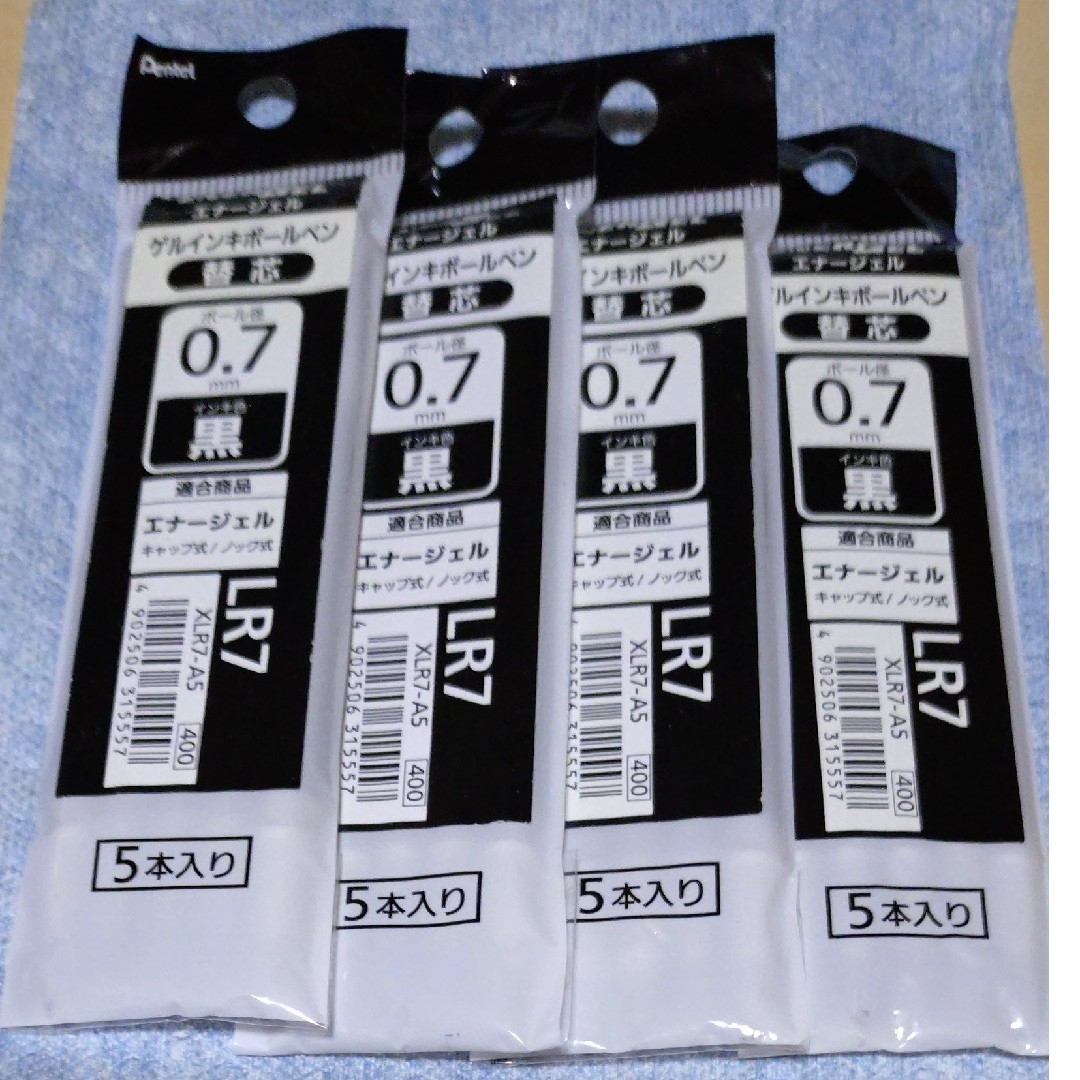 Pentel
エナージェル
ゲルインキボールペン
替芯
ボール径
0.7
mm
インキ色
黒
適合商品
エナージェル
キャップ式/ノック式
LR7
XLR7-A5
400
4 902506 315557
5本入り
エナージェル
インキボールペン
替芯
ボール径
0.7
mm
インキ色
黒
適合商品
エナージェル
キャップ式/ノック式
LR7
XLR7-A5
400
4 902506 315557
5本入り
エナージェル
インキボールペン
替芯
ボール径
0.7
mm
インキ色
黒
適合商品
エナージェル
キャップ式/ノック式
LR7
XLR7-A5
400
902506 315557
5本入り
エナージェル
ルインキボールペン
替芯
ボール径
0.7
mm
インキ色
黒
適合商品
エナージェル
キャップ式/ノック式
LR7
XLR7-A5
400
4 902506 315557
5本入り